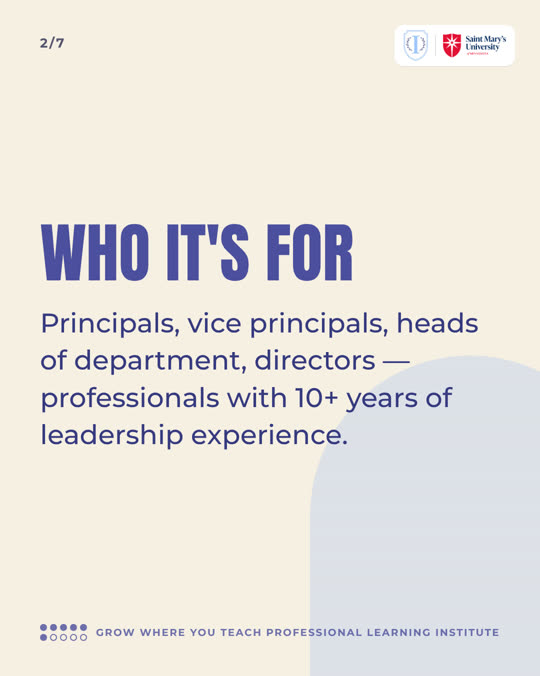 2/7
Saint Mary's
University
WHO IT'S FOR
Principals, vice principals, heads
of department, directors —
professionals with 10+ years of
leadership experience.
GROW WHERE YOU TEACH PROFESSIONAL LEARNING INSTITUTE